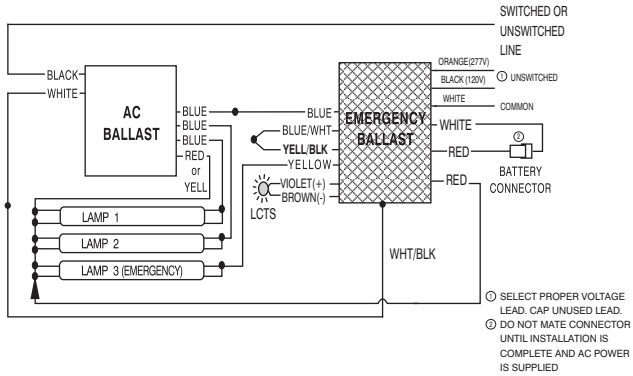 SWITCHED OR
UNSWITCHED
LINE
BLACK
WHITE
AC
BALLAST
BLUE
BLUE
BLUE
RED
or
YELL
BLUE
BLUE/WHT
YELL/BLK
YELLOW
VIOLET(+)
BROWN(-)
LCTS
EMERGENCY
BALLAST
ORANGE(277V)
BLACK (120V)
① UNSWITCHED
WHITE
COMMON
WHITE
RED
②
BATTERY
CONNECTOR
RED
LAMP 1
LAMP 2
LAMP 3 (EMERGENCY)
WHT/BLK
① SELECT PROPER VOLTAGE
LEAD. CAP UNUSED LEAD.
② DO NOT MATE CONNECTOR
UNTIL INSTALLATION IS
COMPLETE AND AC POWER
IS SUPPLIED